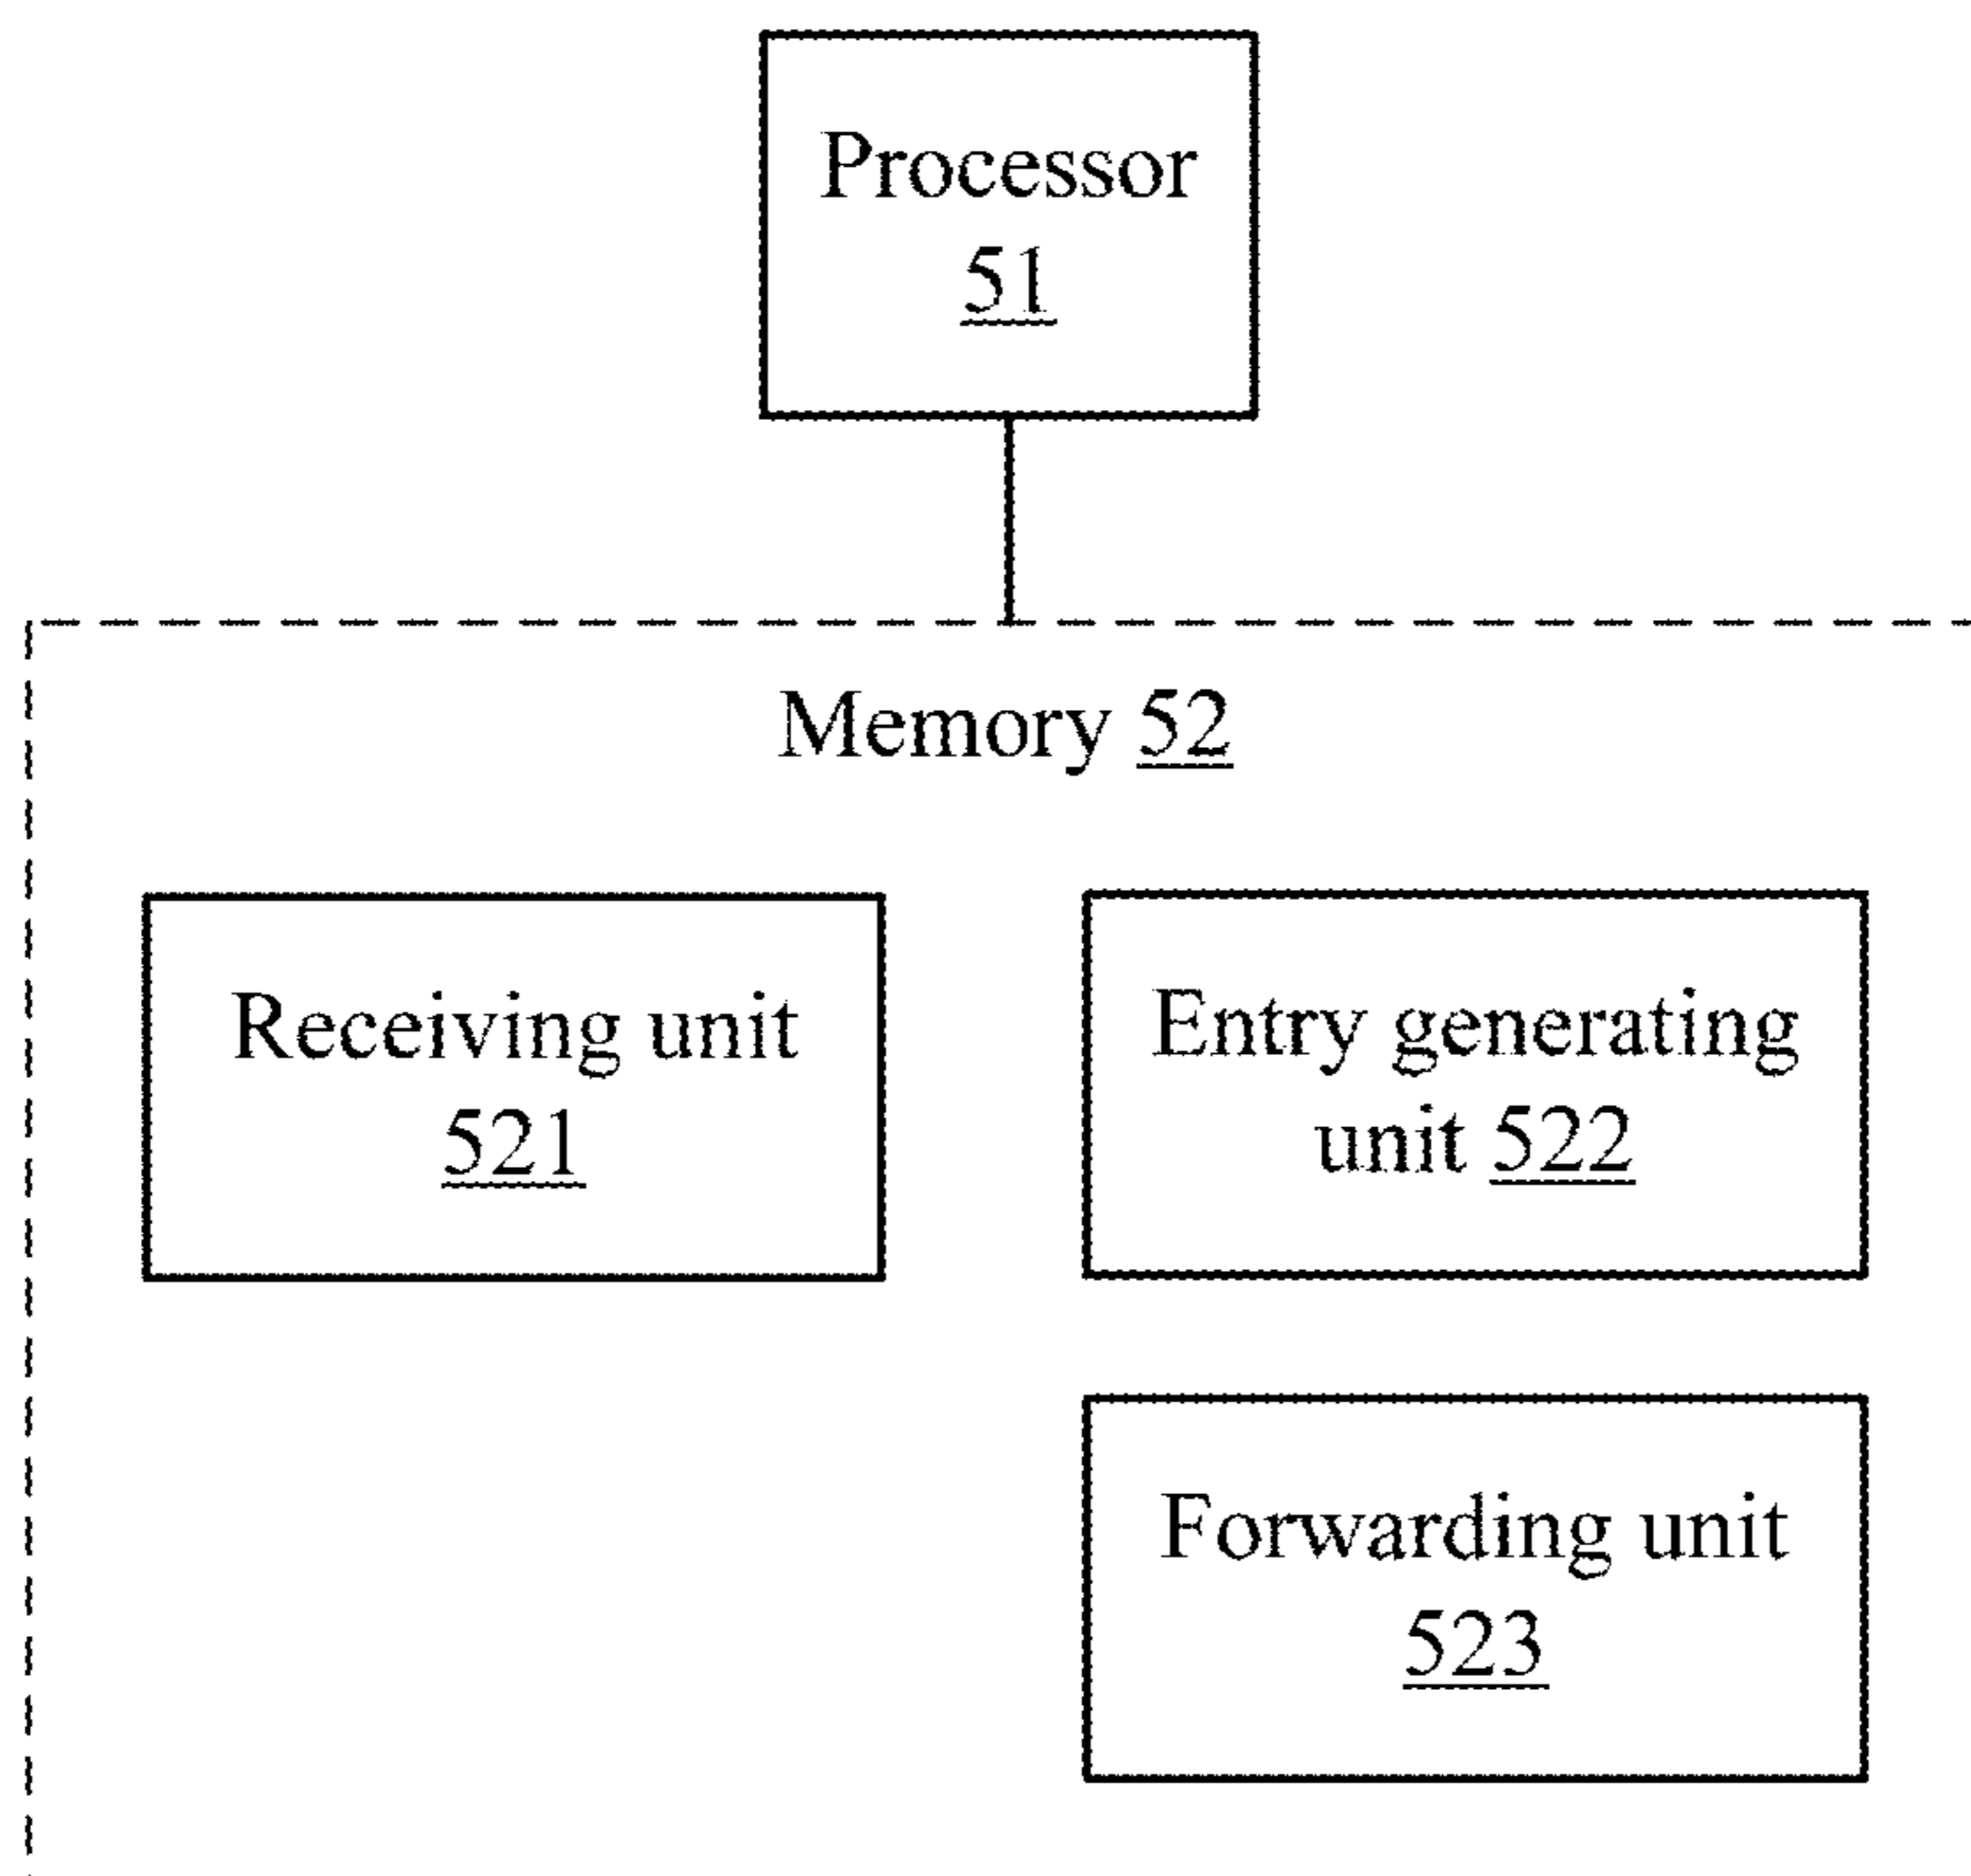 Processor
51
Memory 52
Receiving unit
521
Entry generating
unit 522
Forwarding unit
523